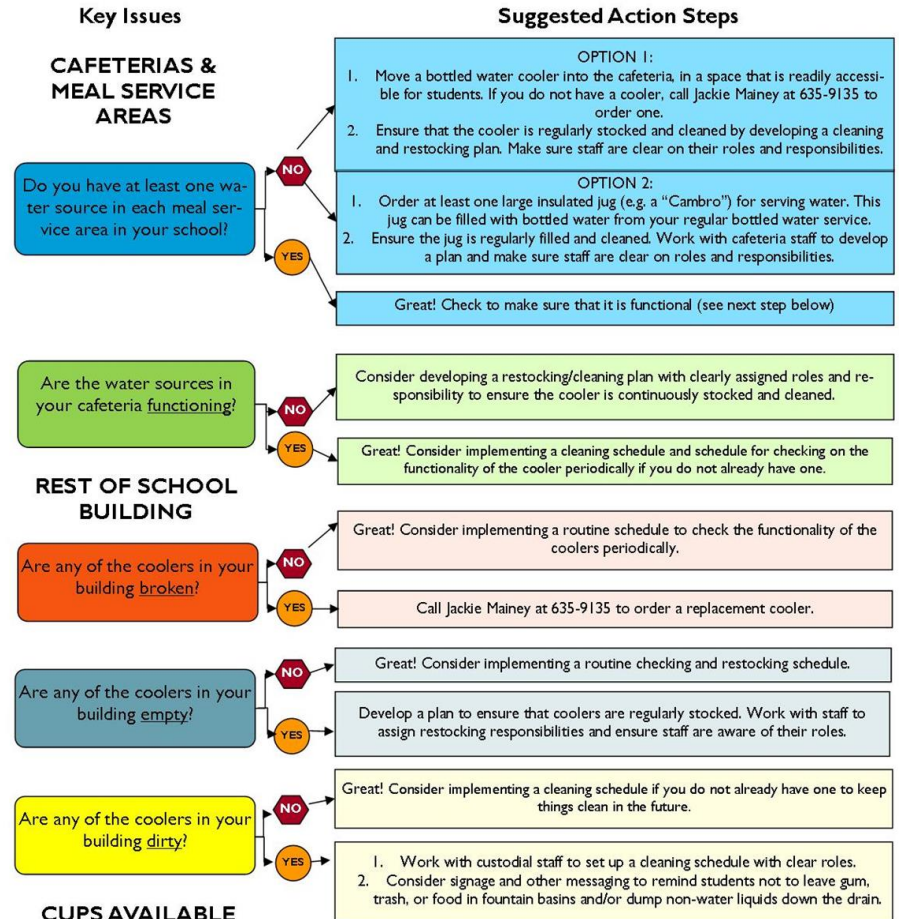 Key Issues
Suggested Action Steps
CAFETERIAS &
MEAL SERVICE
AREAS
Do you have at least one wa-
ter source in each meal ser-
vice area in your school?
NO
OPTION 1:
1. Move a bottled water cooler into the cafeteria, in a space that is readily accessi-
ble for students. If you do not have a cooler, call Jackie Mainey at 635-9135 to
order one.
2. Ensure that the cooler is regularly stocked and cleaned by developing a cleaning
and restocking plan. Make sure staff are clear on their roles and responsibilities.
OPTION 2:
1. Order at least one large insulated jug (e.g. a “Cambro”) for serving water. This
jug can be filled with bottled water from your regular bottled water service.
2. Ensure the jug is regularly filled and cleaned. Work with cafeteria staff to develop
a plan and make sure staff are clear on roles and responsibilities.
YES
Great! Check to make sure that it is functional (see next step below)
Are the water sources in
your cafeteria functioning?
NO
Consider developing a restocking/cleaning plan with clearly assigned roles and re-
sponsibility to ensure the cooler is continuously stocked and cleaned.
YES
Great! Consider implementing a cleaning schedule and schedule for checking on the
functionality of the cooler periodically if you do not already have one.
REST OF SCHOOL
BUILDING
Are any of the coolers in your
building broken?
NO
Great! Consider implementing a routine schedule to check the functionality of the
coolers periodically.
YES
Call Jackie Mainey at 635-9135 to order a replacement cooler.
Are any of the coolers in your
building empty?
NO
Great! Consider implementing a routine checking and restocking schedule.
YES
Develop a plan to ensure that coolers are regularly stocked. Work with staff to
assign restocking responsibilities and ensure staff are aware of their roles.
Are any of the coolers in your
building dirty?
NO
Great! Consider implementing a cleaning schedule if you do not already have one to keep
things clean in the future.
YES
1. Work with custodial staff to set up a cleaning schedule with clear roles.
2. Consider signage and other messaging to remind students not to leave gum,
trash, or food in fountain basins and/or dump non-water liquids down the drain.
CUPS AVAILABLE